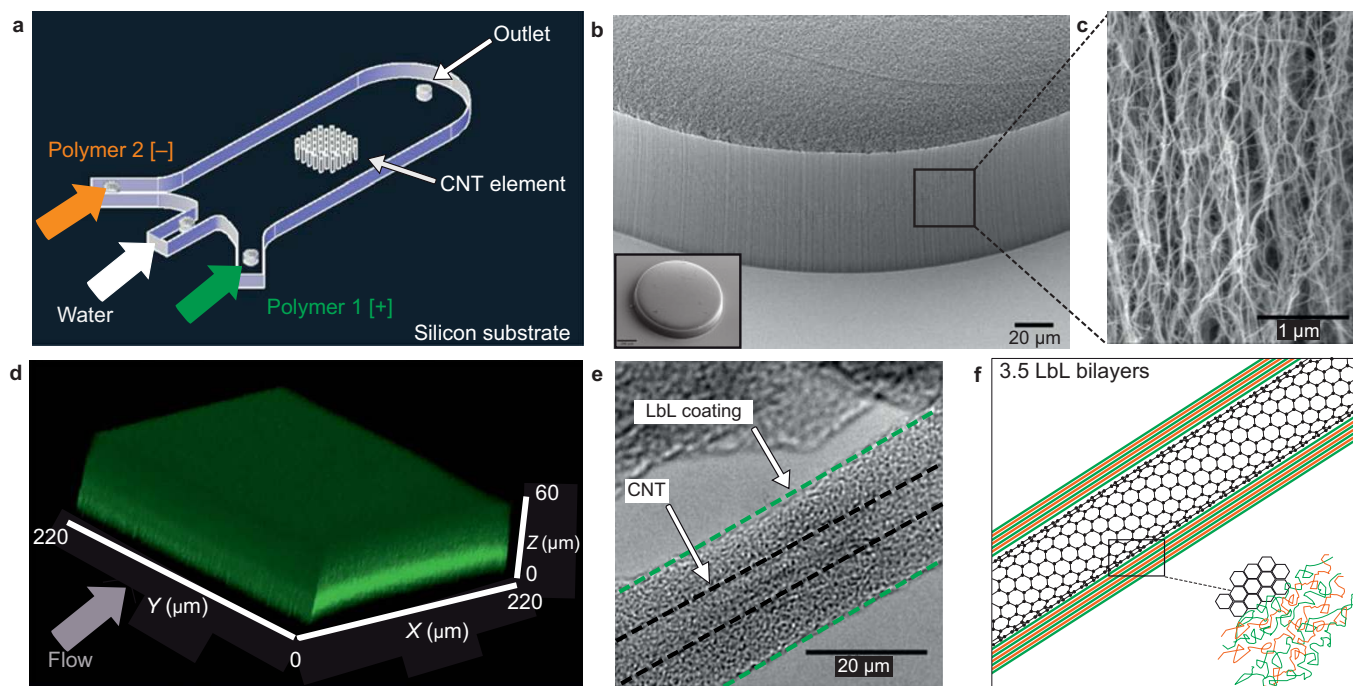 a
Outlet
Polymer 2 [–]
CNT element
Water
Polymer 1 [+]
Silicon substrate
b
20 µm
c
1 µm
d
60
Z (µm)
0
220
220
Y (µm)
X (µm)
0
Flow
e
LbL coating
CNT
20 µm
f
3.5 LbL bilayers